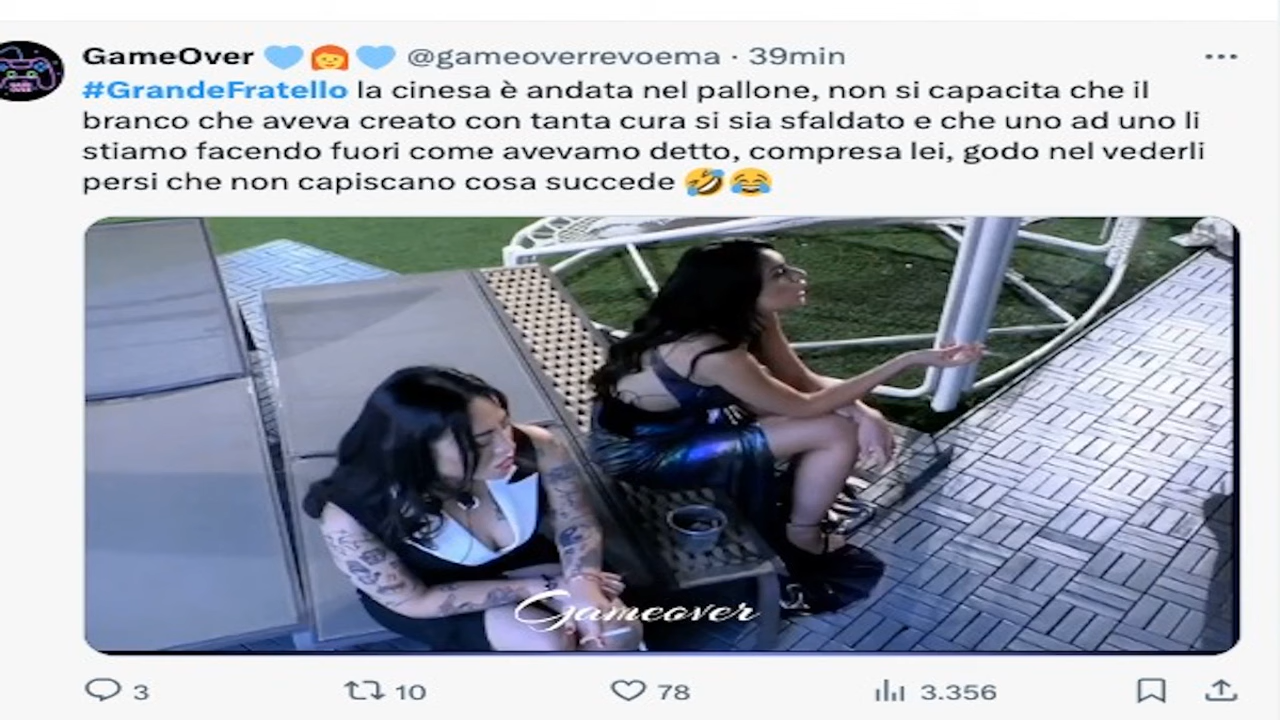 GameOver 🩵👩‍🦰🩵 @gameoverrevoema · 39min
#GrandeFratello la cinesa è andata nel pallone, non si capacita che il
branco che aveva creato con tanta cura si sia sfaldato e che uno ad uno li
stiamo facendo fuori come avevamo detto, compresa lei, godo nel vederli
persi che non capiscano cosa succede 🤣😂
Gameover
3 10 78 3.356